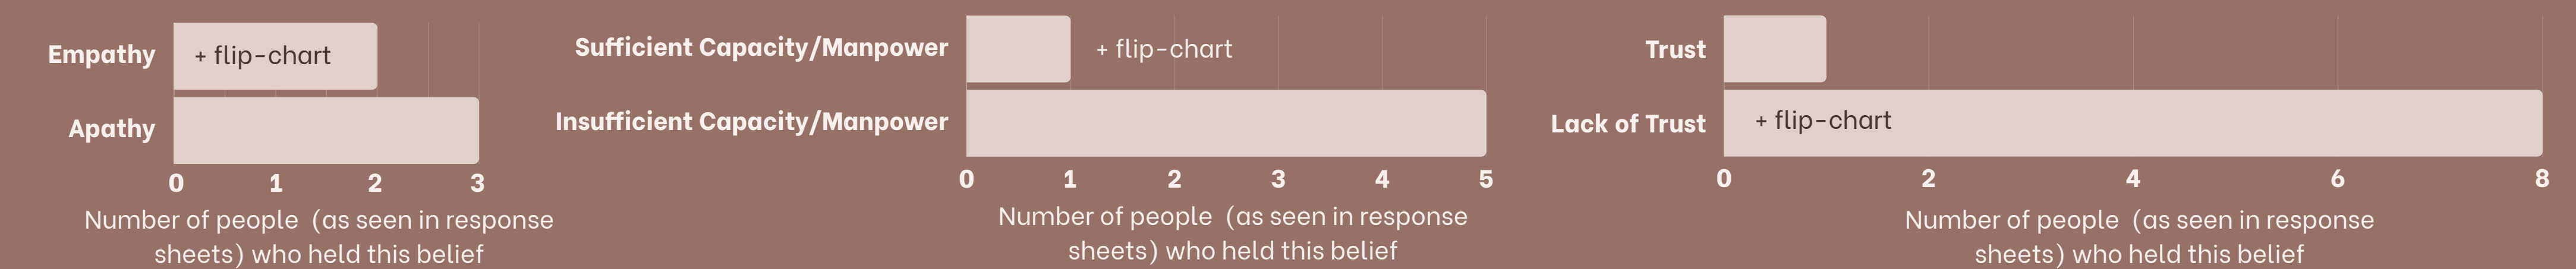 Empathy
+ flip-chart
Apathy
0 1 2 3
Number of people (as seen in response
sheets) who held this belief
Sufficient Capacity/Manpower
+ flip-chart
Insufficient Capacity/Manpower
0 1 2 3 4 5
Number of people (as seen in response
sheets) who held this belief
Trust
Lack of Trust
+ flip-chart
0 2 4 6 8
Number of people (as seen in response
sheets) who held this belief